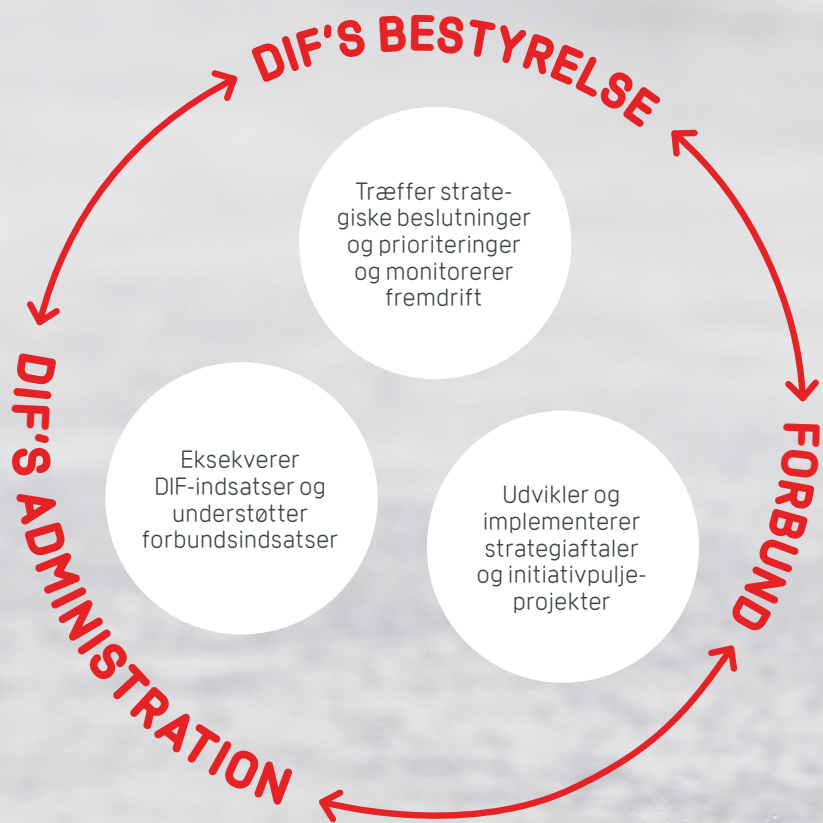 DIF'S BESTYRELSE
Træffer strate-
giske beslutninger
og prioriteringer
og monitorerer
fremdrift
FORBUND
Udvikler og
implementerer
strategiaftaler
og initiativpulje-
projekter
DIF'S ADMINISTRATION
Eksekverer
DIF-indsatser og
understøtter
forbundsindsatser